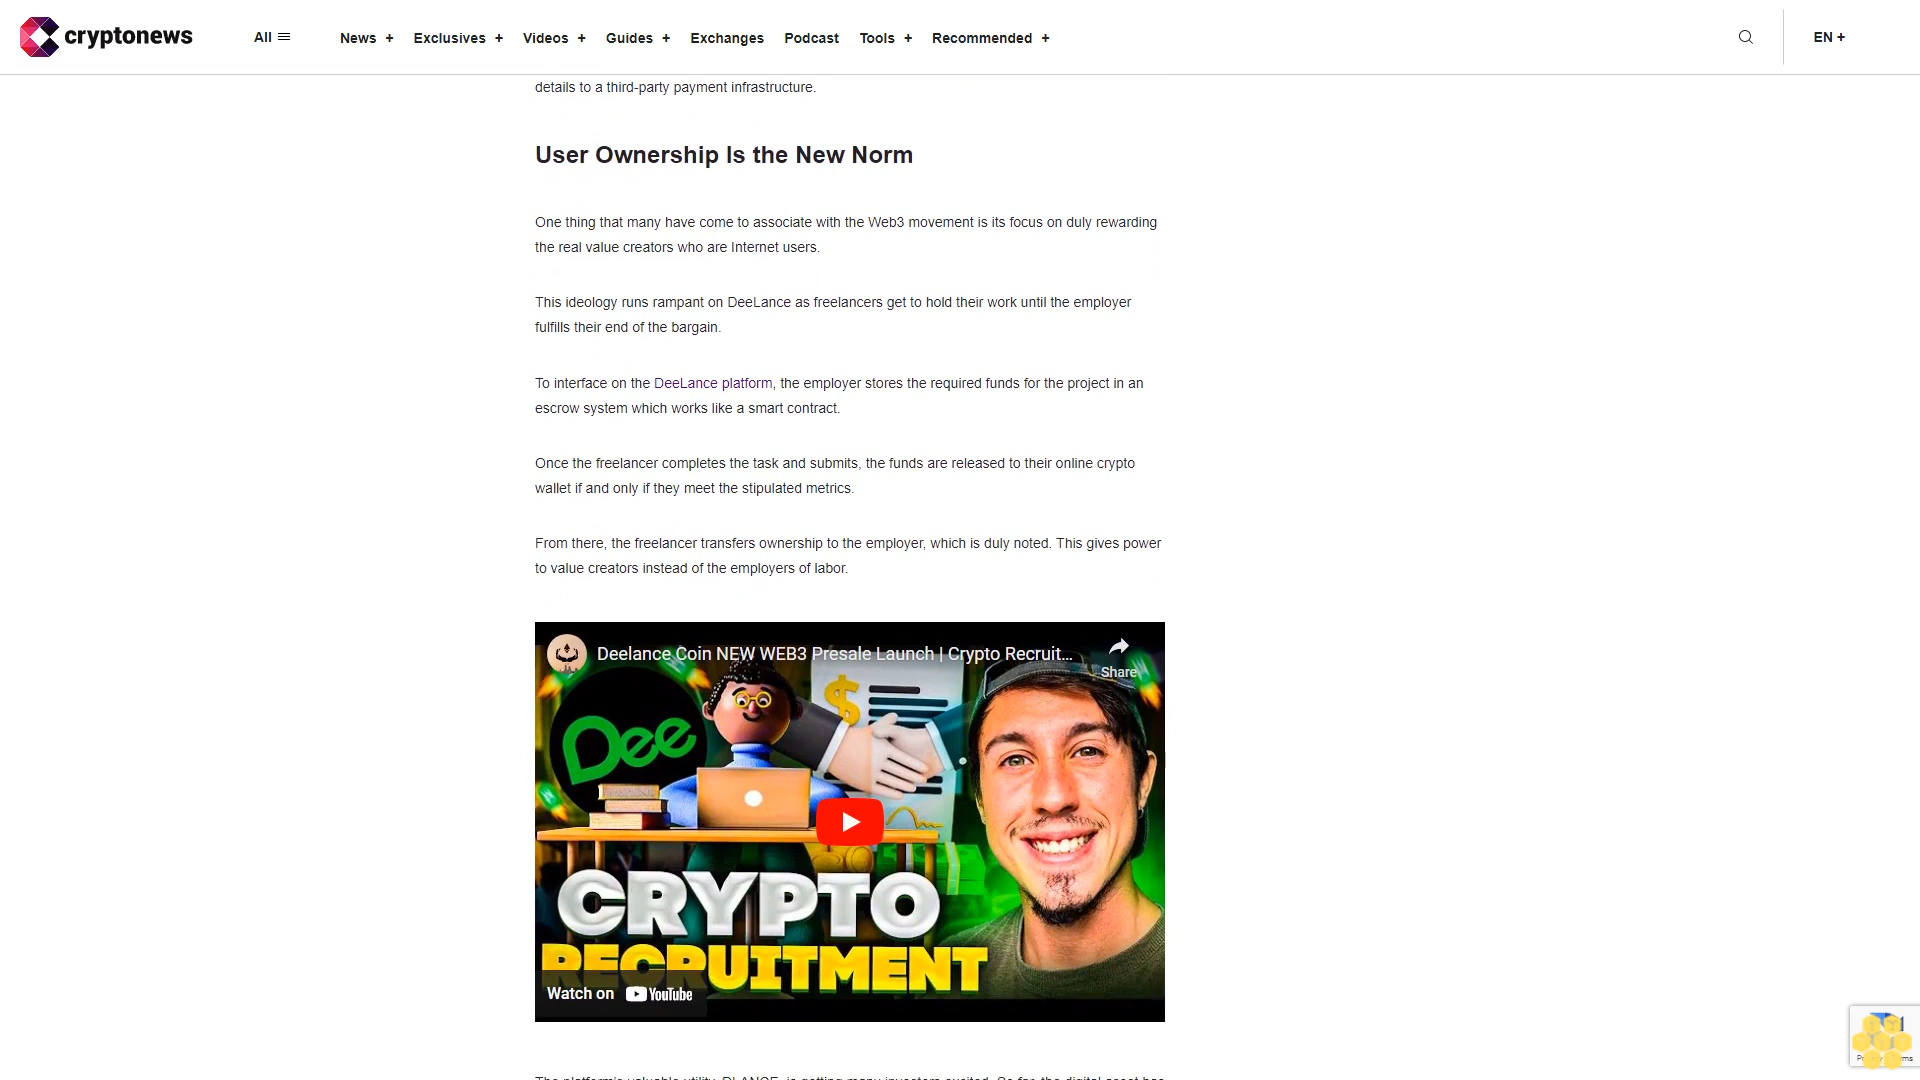 cryptonews
All
News +
Exclusives +
Videos +
Guides +
Exchanges
Podcast
Tools +
Recommended +
EN +
details to a third-party payment infrastructure.
User Ownership Is the New Norm
One thing that many have come to associate with the Web3 movement is its focus on duly rewarding
the real value creators who are Internet users.
This ideology runs rampant on DeeLance as freelancers get to hold their work until the employer
fulfills their end of the bargain.
To interface on the DeeLance platform, the employer stores the required funds for the project in an
escrow system which works like a smart contract.
Once the freelancer completes the task and submits, the funds are released to their online crypto
wallet if and only if they meet the stipulated metrics.
From there, the freelancer transfers ownership to the employer, which is duly noted. This gives power
to value creators instead of the employers of labor.
Deelance Coin NEW WEB3 Presale Launch | Crypto Recruit...
Share
Dee
CRYPTO
RECRUITMENT
Watch on YouTube